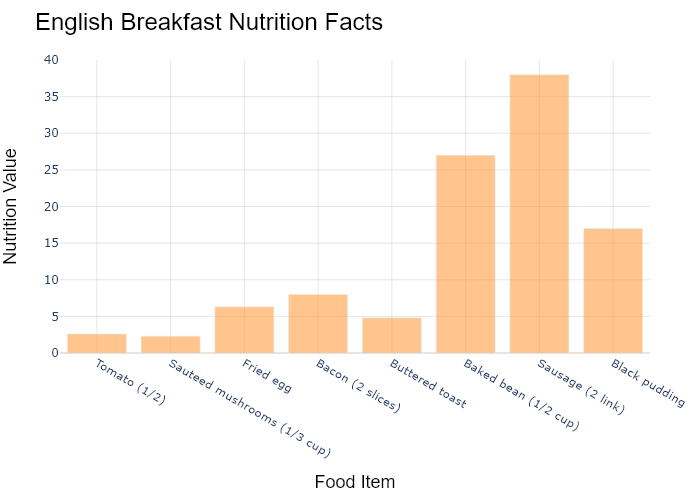 English Breakfast Nutrition Facts
Nutrition Value
40
35
30
25
20
15
10
5
0
Tomato (1/2)
Sauteed mushrooms (1/3 cup)
Fried egg
Bacon (2 slices)
Buttered toast
Baked bean (1/2 cup)
Sausage (2 link)
Black pudding
Food Item